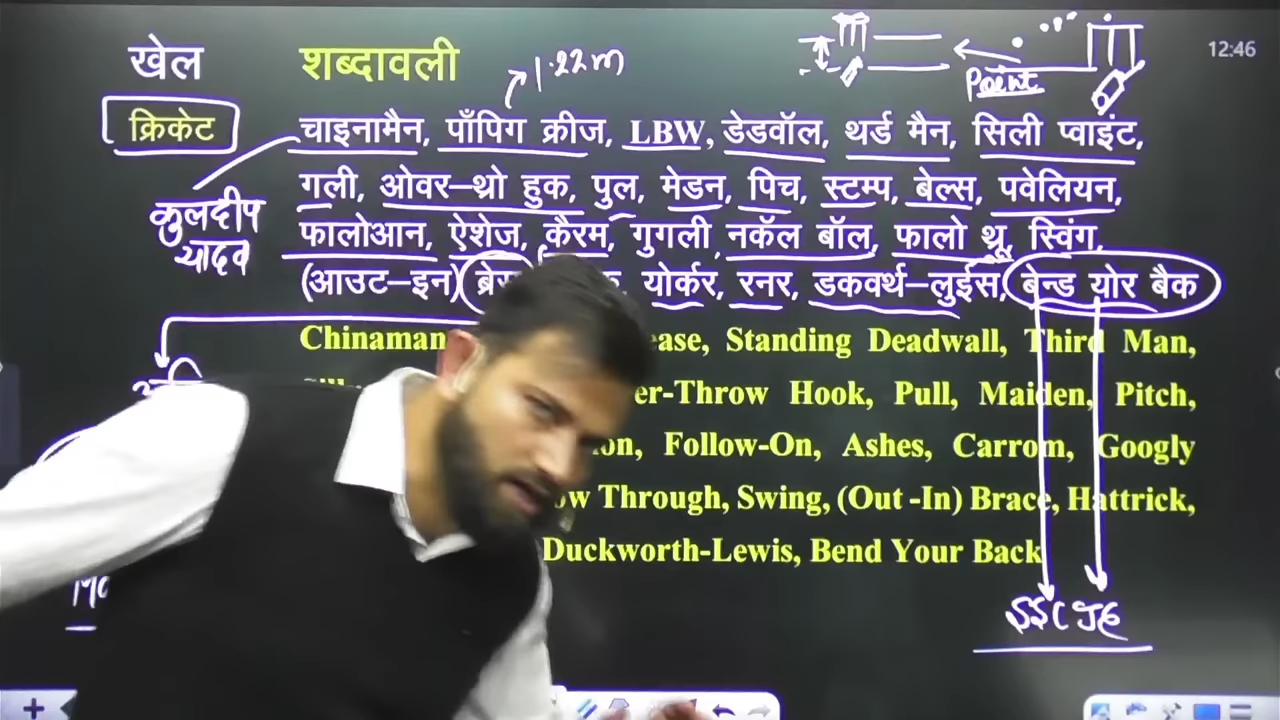 खेल शब्दावली
1.22m
Point
12:46
क्रिकेट
चाइनामैन, पॉपिंग क्रीज, LBW, डेडवॉल, थर्ड मैन, सिली प्वाइंट,
गली, ओवर–थ्रो हुक, पुल, मेडन, पिच, स्टम्प, बेल्स, पवेलियन,
कुलदीप यादव
फालोआन, ऐशेज, कैरम, गुगली नकॅल बॉल, फालो थ्रू, स्विंग,
(आउट–इन) योर्कर, रनर, डकवर्थ–लुईस, बेन्ड योर बैक
Chinaman Standing Deadwall, Third Man,
er-Throw Hook, Pull, Maiden, Pitch,
Follow-On, Ashes, Carrom, Googly
Through, Swing, (Out -In) Brace, Hattrick,
Duckworth-Lewis, Bend Your Back
SSC JE